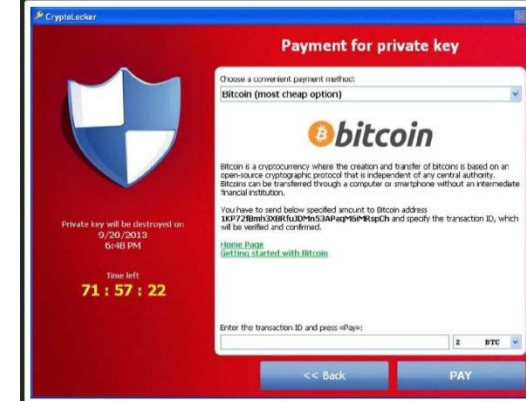 CryptoLocker
Payment for private key
Choose a convenient payment method:
Bitcoin (most cheap option)
bitcoin
Bitcoin is a cryptocurrency where the creation and transfer of bitcoins is based on an
open-source cryptographic protocol that is independent of any central authority.
Bitcoins can be transferred through a computer or smartphone without an intermediate
financial institution.
You have to send below specified amount to Bitcoin address
and specify the transaction ID, which
will be verified and confirmed.
Home Page
Getting started with Bitcoin
Private key will be destroyed on
9/20/2013
6:48 PM
Time left
71 : 57 : 22
Enter the transaction ID and press «Pay»:
2 BTC
<< Back
PAY